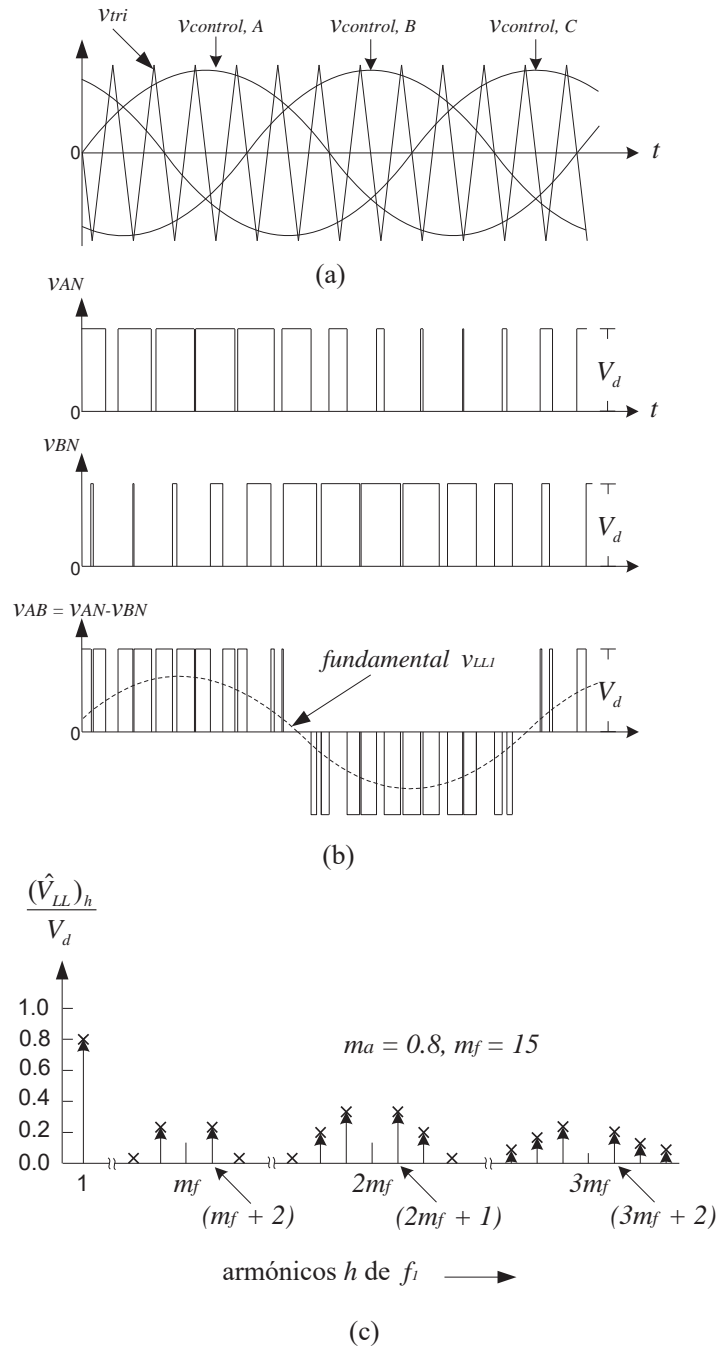 vtri
vcontrol, A
vcontrol, B
vcontrol, C
0
t
(a)
vAN
Vd
0
t
vBN
Vd
0
vAB = vAN-vBN
fundamental vLL1
Vd
0
(b)
(V̂LL)h
Vd
1.0
0.8
ma = 0.8, mf = 15
0.6
0.4
0.2
0.0
1
mf
2mf
3mf
(mf + 2)
(2mf + 1)
(3mf + 2)
armónicos h de f1
(c)